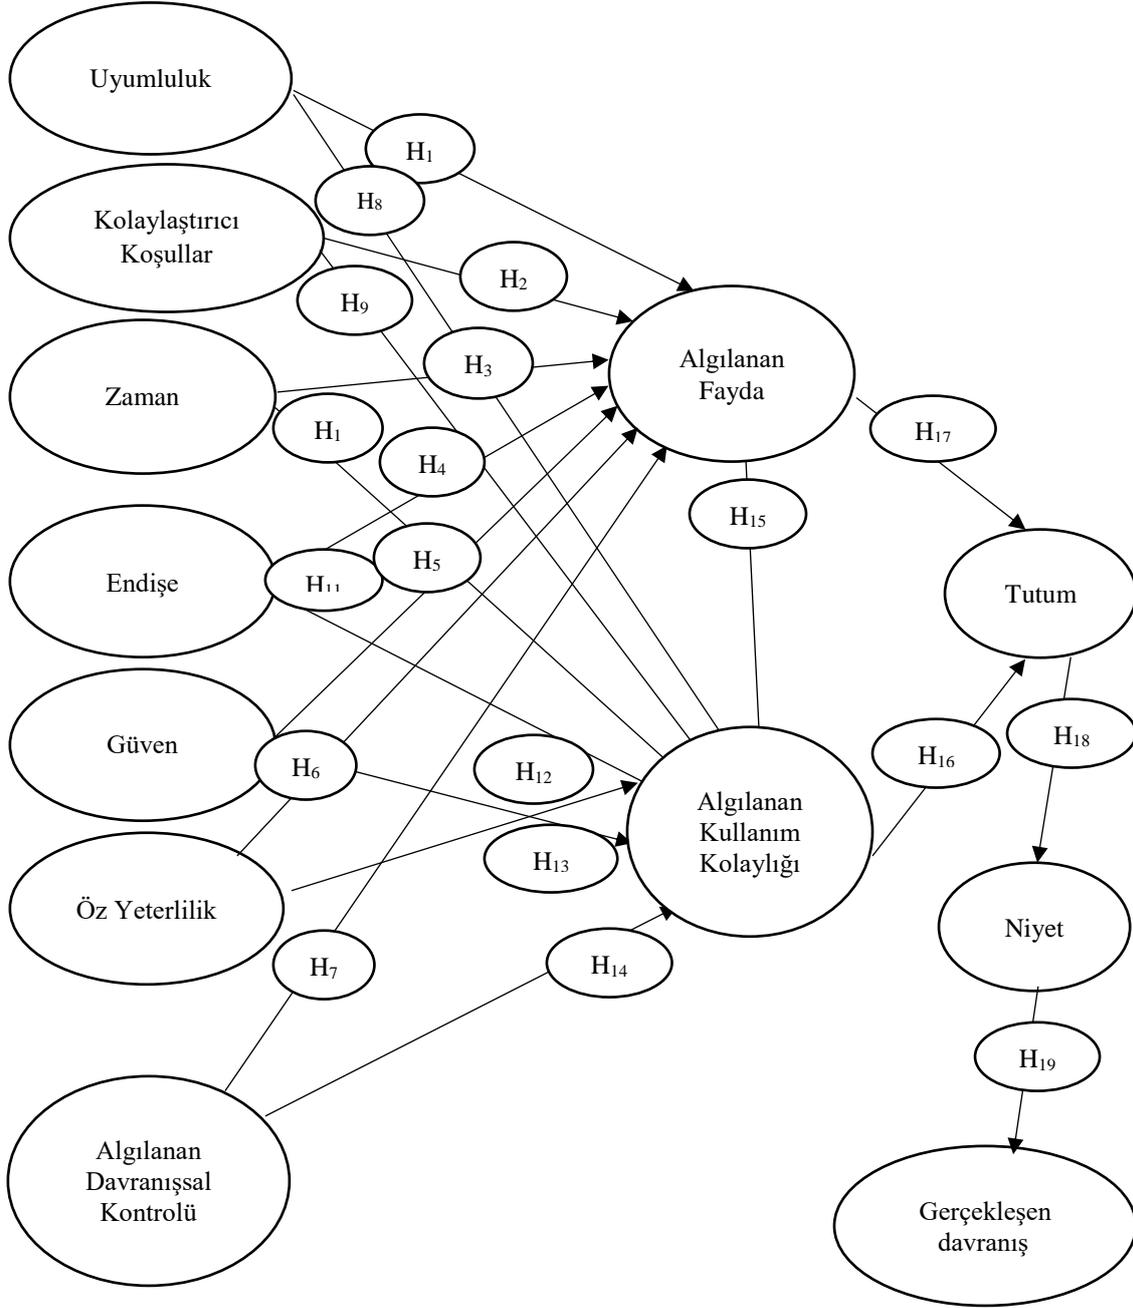 Uyumluluk
H1
H8
Kolaylaştırıcı
Koşullar
H2
H9
H3
Algılanan
Fayda
Zaman
H1
H4
H17
H15
H5
H11
Endişe
Tutum
Güven
H6
H12
H16
H18
Algılanan
Kullanım
Kolaylığı
H13
Öz Yeterlilik
Niyet
H7
H14
H19
Algılanan
Davranışsal
Kontrolü
Gerçekleşen
davranış